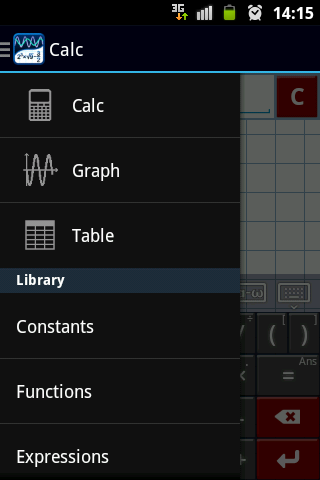 3G 14:15
Calc
C
Calc
Graph
Table
Library
α-ω
Constants
( [ ) ]
Functions
Ans
=
Expressions